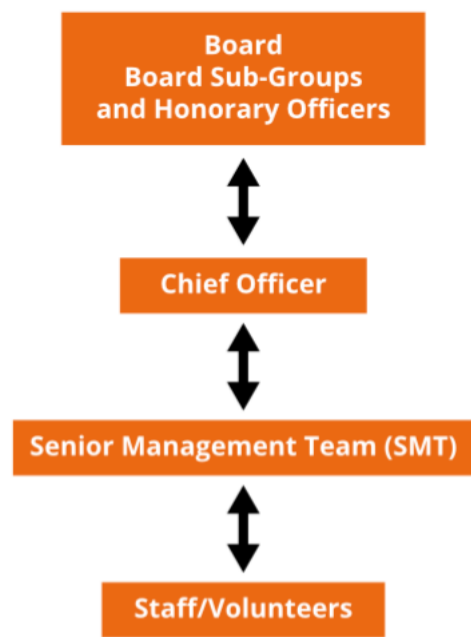 Board
Board Sub-Groups
and Honorary Officers
Chief Officer
Senior Management Team (SMT)
Staff/Volunteers